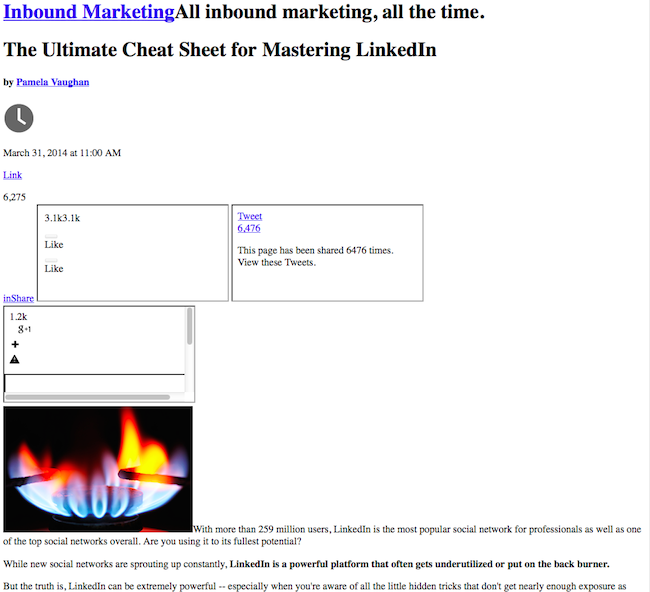 Inbound MarketingAll inbound marketing, all the time.
The Ultimate Cheat Sheet for Mastering LinkedIn
by Pamela Vaughan
March 31, 2014 at 11:00 AM
Link
6,275
inShare
3.1k3.1k
Like
Like
Tweet
6,476
This page has been shared 6476 times.
View these Tweets.
1.2k
g+1
With more than 259 million users, LinkedIn is the most popular social network for professionals as well as one
of the top social networks overall. Are you using it to its fullest potential?
While new social networks are sprouting up constantly, LinkedIn is a powerful platform that often gets underutilized or put on the back burner.
But the truth is, LinkedIn can be extremely powerful -- especially when you're aware of all the little hidden tricks that don't get nearly enough exposure as